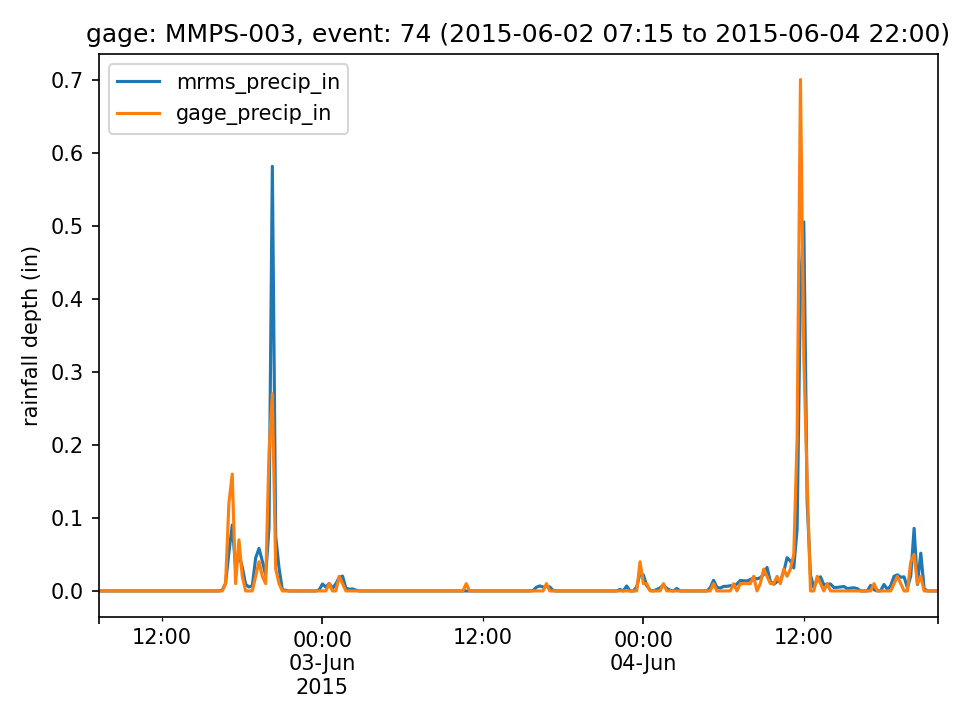 gage: MMPS-003, event: 74 (2015-06-02 07:15 to 2015-06-04 22:00)
mrms_precip_in
gage_precip_in
rainfall depth (in)
0.7
0.6
0.5
0.4
0.3
0.2
0.1
0.0
12:00
00:00
03-Jun
2015
12:00
00:00
04-Jun
12:00